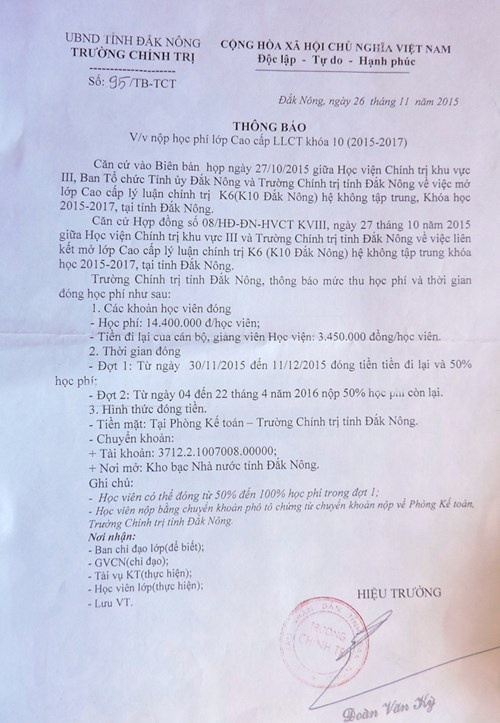 UBND TỈNH ĐẮK NÔNG
TRƯỜNG CHÍNH TRỊ
CỘNG HÒA XÃ HỘI CHỦ NGHĨA VIỆT NAM
Độc lập - Tự do - Hạnh phúc
Số: 95/TB-TCT
Đắk Nông, ngày 26 tháng 11 năm 2015
THÔNG BÁO
V/v nộp học phí lớp Cao cấp LLCT khóa 10 (2015-2017)
Căn cứ vào Biên bản họp ngày 27/10/2015 giữa Học viện Chính trị khu vực
III, Ban Tổ chức Tỉnh ủy Đắk Nông và Trường Chính trị tỉnh Đắk Nông về việc mở
lớp Cao cấp lý luận chính trị K6(K10 Đắk Nông) hệ không tập trung, Khóa học
2015-2017, tại tỉnh Đắk Nông.
Căn cứ Hợp đồng số 08/HĐ-ĐN-HVCT KVIII, ngày 27 tháng 10 năm 2015
giữa Học viện Chính trị khu vực III và Trường Chính trị tỉnh Đắk Nông về việc liên
kết mở lớp Cao cấp lý luận chính trị K6 (K10 Đắk Nông) hệ không tập trung khóa
học 2015-2017, tại tỉnh Đắk Nông.
Trường Chính trị tỉnh Đắk Nông, thông báo mức thu học phí và thời gian
đóng học phí như sau:
1. Các khoản học viên đóng
- Học phí: 14.400.000 đ/học viên;
- Tiền đi lại của cán bộ, giảng viên Học viện: 3.450.000 đồng/học viên.
2. Thời gian đóng
- Đợt 1: Từ ngày 30/11/2015 đến 11/12/2015 đóng tiền tiền đi lại và 50%
học phí:
- Đợt 2: Từ ngày 04 đến 22 tháng 4 năm 2016 nộp 50% học phí còn lại.
3. Hình thức đóng tiền.
- Tiền mặt: Tại Phòng Kế toán – Trường Chính trị tỉnh Đắk Nông.
- Chuyển khoản:
+ Tài khoản: 3712.2.1007008.00000;
+ Nơi mở: Kho bạc Nhà nước tỉnh Đắk Nông.
Ghi chú:
- Học viên có thể đóng từ 50% đến 100% học phí trong đợt 1;
- Học viên nộp bằng chuyển khoản phô tô chứng từ chuyển khoản nộp về Phòng Kế toán,
Trường Chính trị tỉnh Đắk Nông.
Nơi nhận:
- Ban chỉ đạo lớp(để biết);
- GVCN(chỉ đạo);
- Tài vụ KT(thực hiện);
- Học viên lớp(thực hiện);
- Lưu VT.
HIỆU TRƯỞNG
TRƯỜNG
CHÍNH TRỊ
Đoàn Văn Kỳ